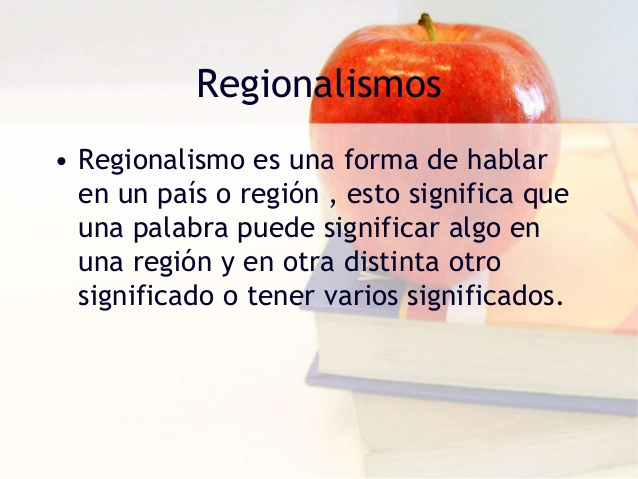 Regionalismos
• Regionalismo es una forma de hablar
en un país o región , esto significa que
una palabra puede significar algo en
una región y en otra distinta otro
significado o tener varios significados.